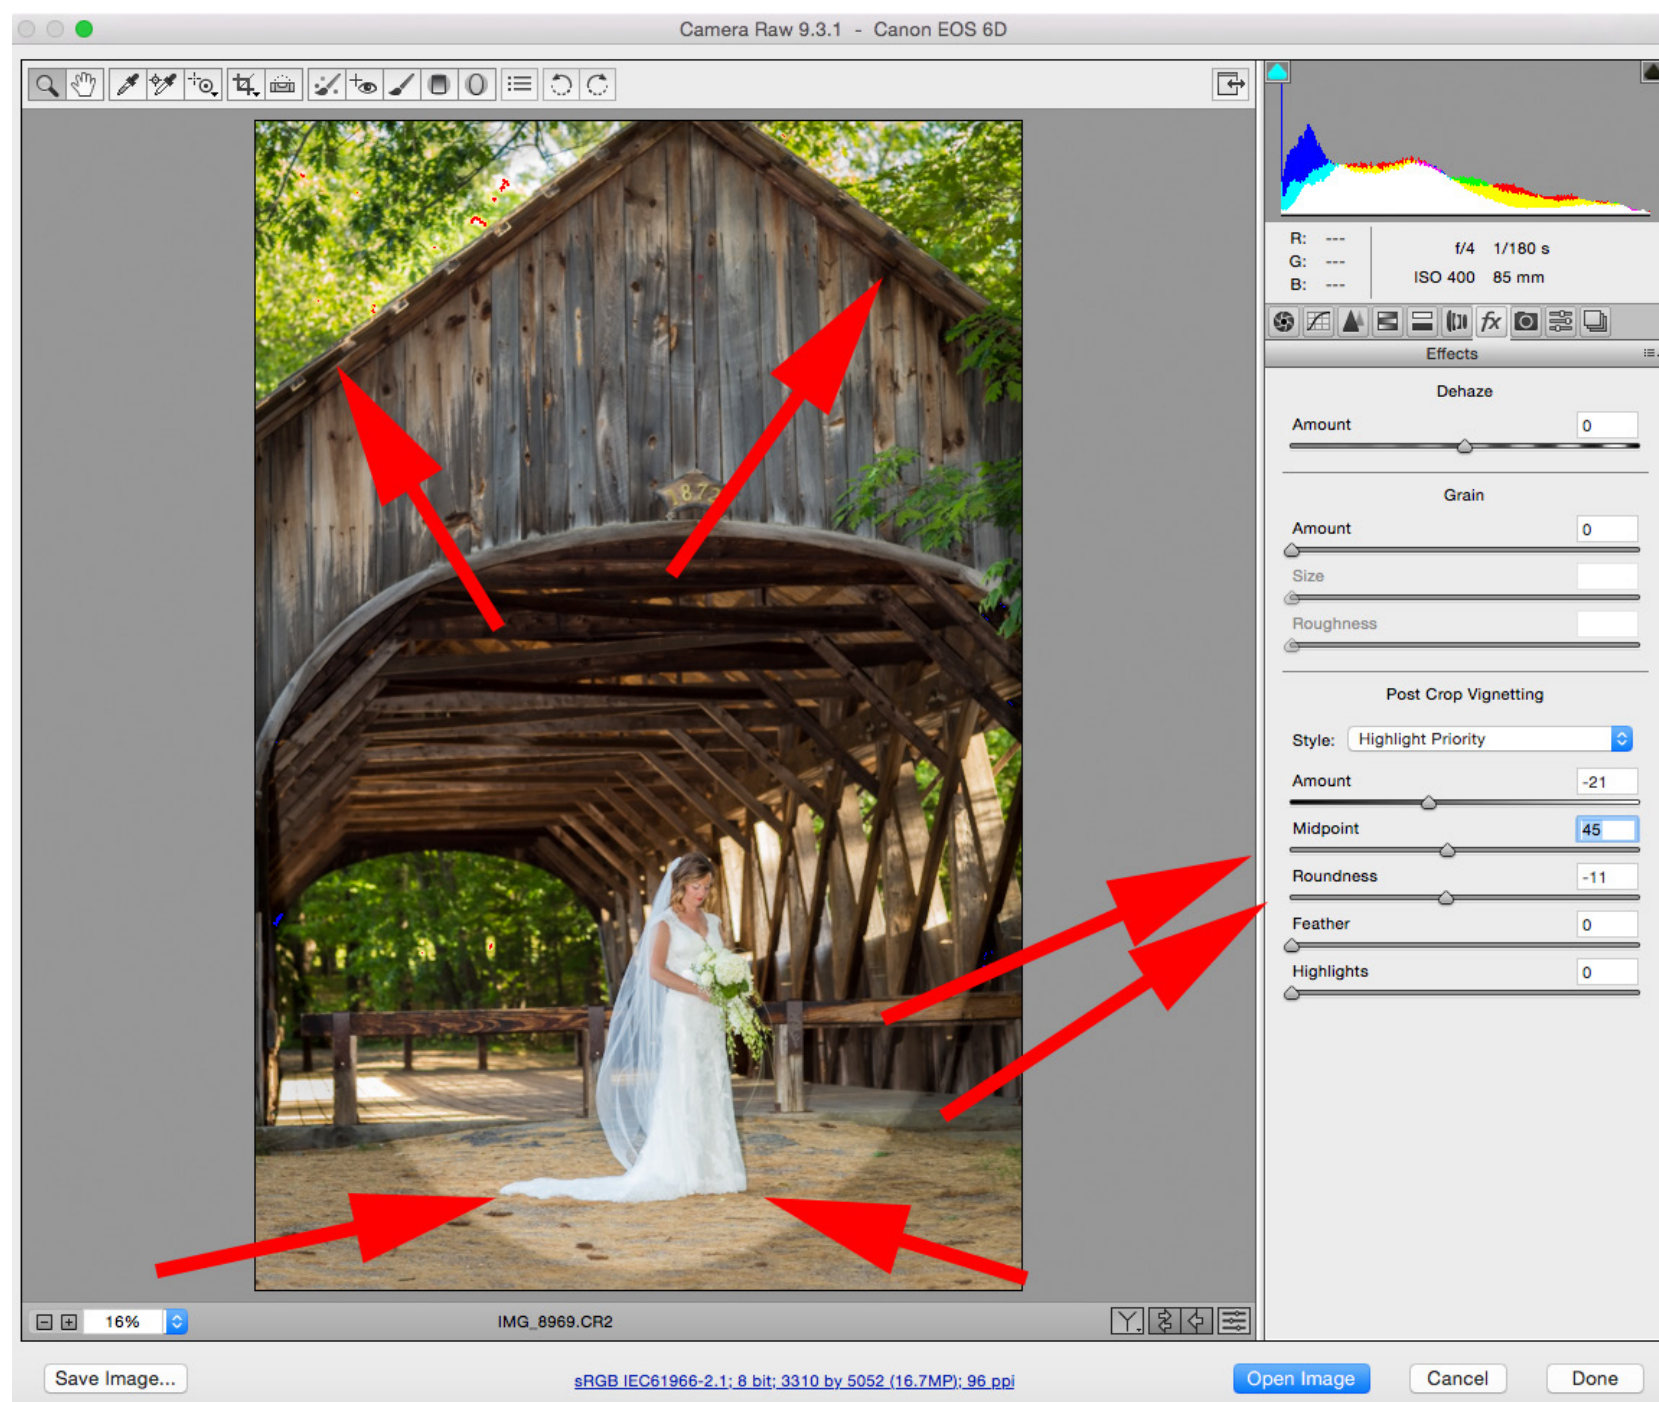 Camera Raw 9.3.1 - Canon EOS 6D
R: ---
G: ---
B: ---
f/4 1/180 s
ISO 400 85 mm
fx
Effects
Dehaze
Amount 0
Grain
Amount 0
Size
Roughness
Post Crop Vignetting
Style: Highlight Priority
Amount -21
Midpoint 45
Roundness -11
Feather 0
Highlights 0
1872
16%
IMG_8969.CR2
Y
Save Image...
sRGB IEC61966-2.1; 8 bit; 3310 by 5052 (16.7MP); 96 ppi
Open Image
Cancel
Done